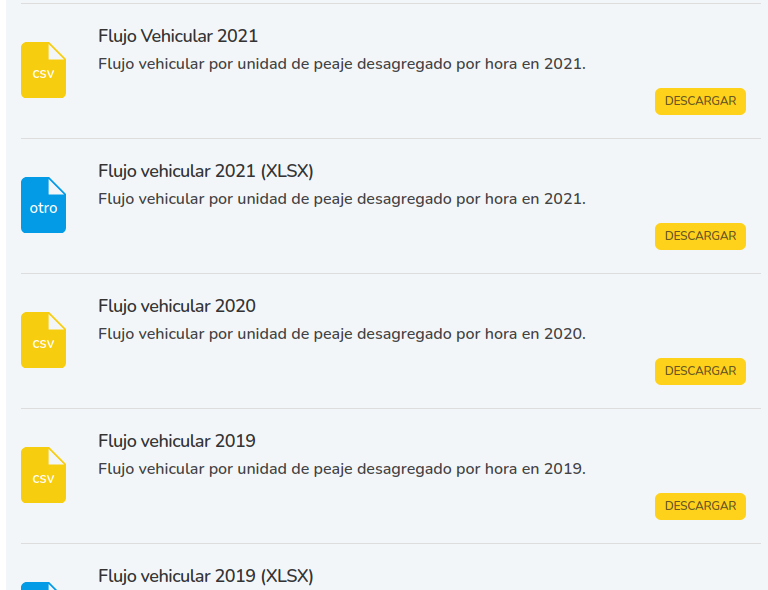 Flujo Vehicular 2021
csv
Flujo vehicular por unidad de peaje desagregado por hora en 2021.
DESCARGAR
Flujo vehicular 2021 (XLSX)
otro
Flujo vehicular por unidad de peaje desagregado por hora en 2021.
DESCARGAR
Flujo vehicular 2020
csv
Flujo vehicular por unidad de peaje desagregado por hora en 2020.
DESCARGAR
Flujo vehicular 2019
csv
Flujo vehicular por unidad de peaje desagregado por hora en 2019.
DESCARGAR
Flujo vehicular 2019 (XLSX)